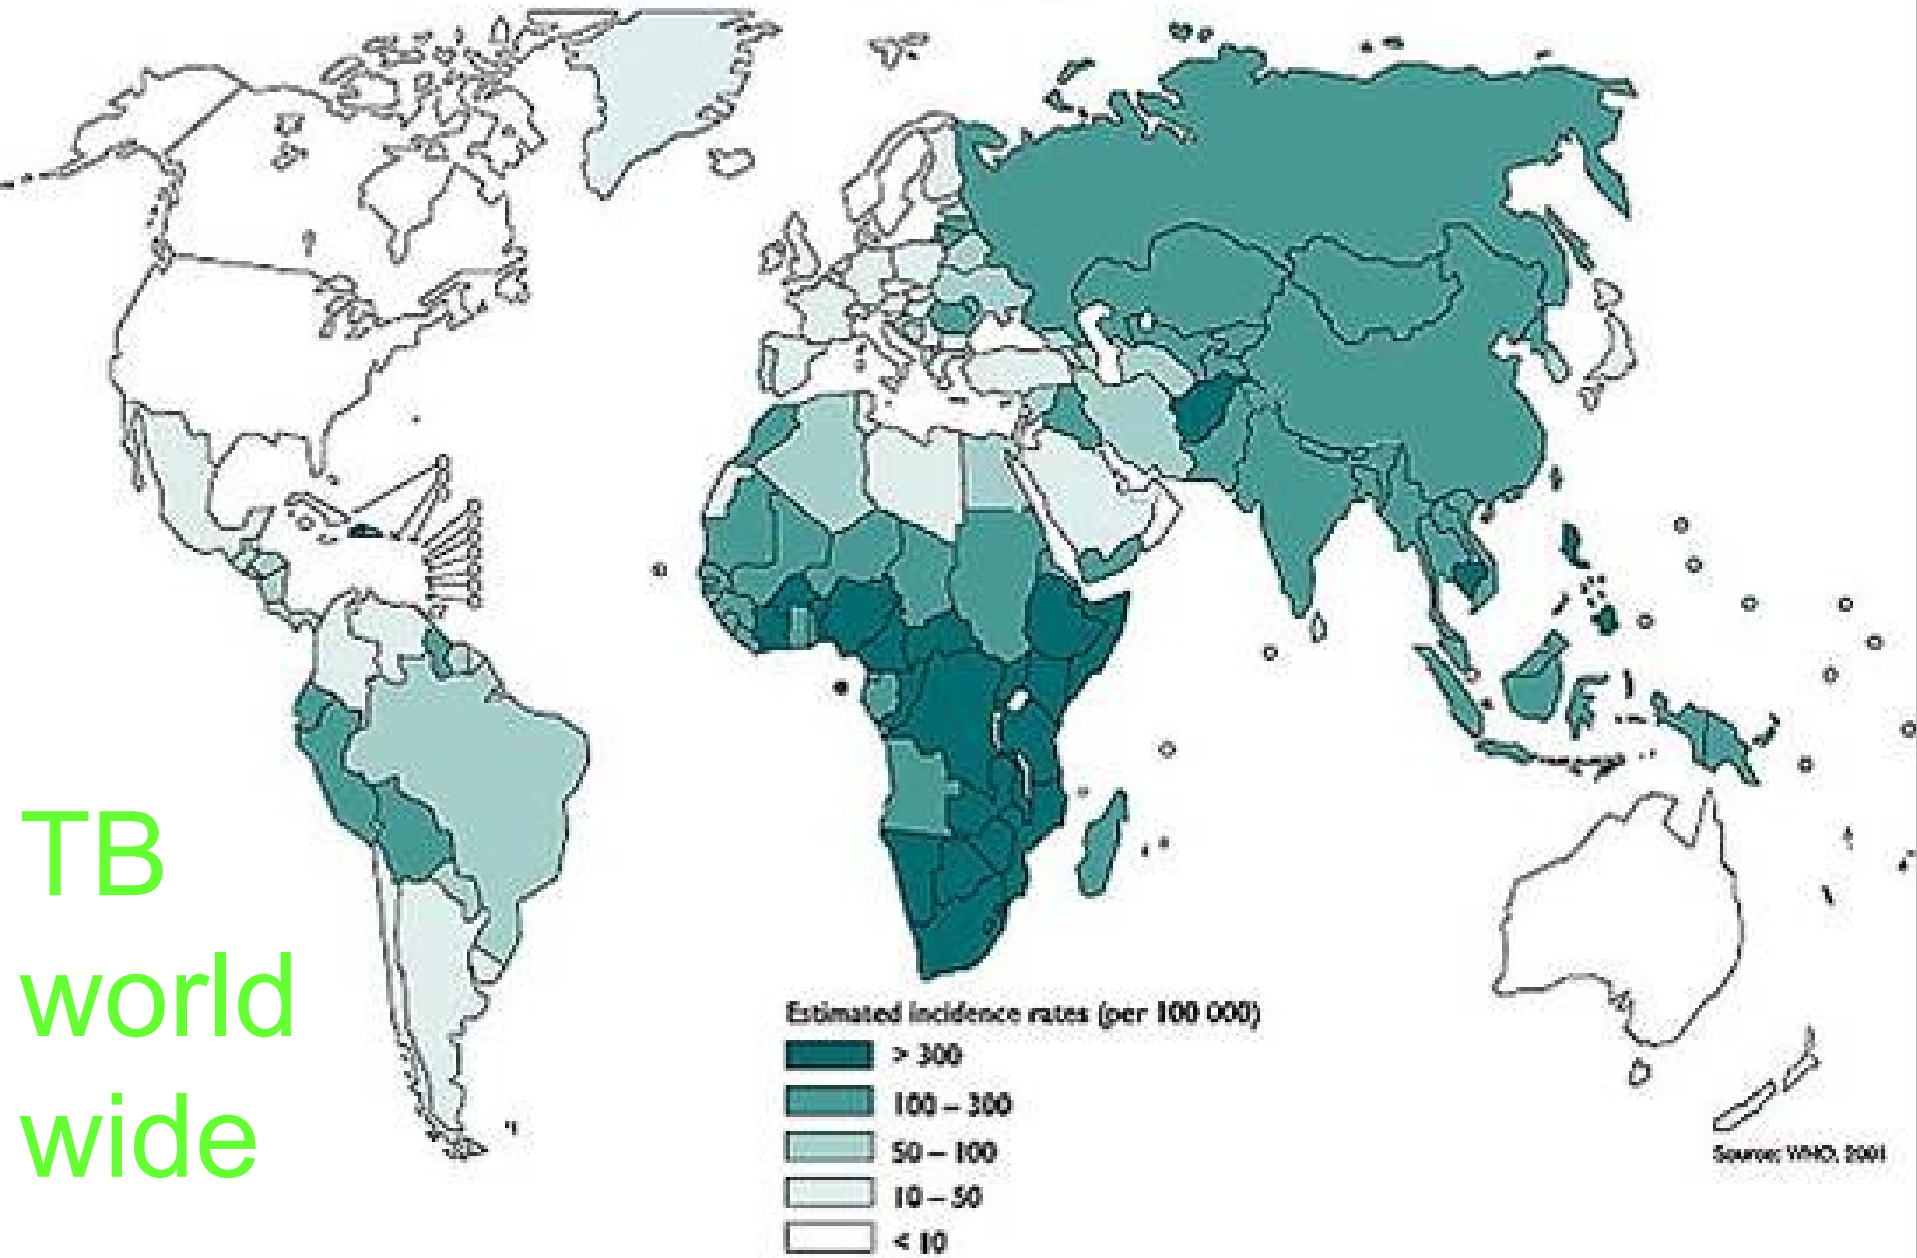 TB
world
wide
Estimated incidence rates (per 100 000)
> 300
100 – 300
50 – 100
10 – 50
< 10
Source: WHO, 2001